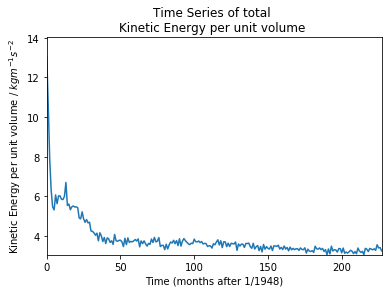 Time Series of total
Kinetic Energy per unit volume
Kinetic Energy per unit volume / kgm⁻¹s⁻²
14
12
10
8
6
4
0
50
100
150
200
Time (months after 1/1948)